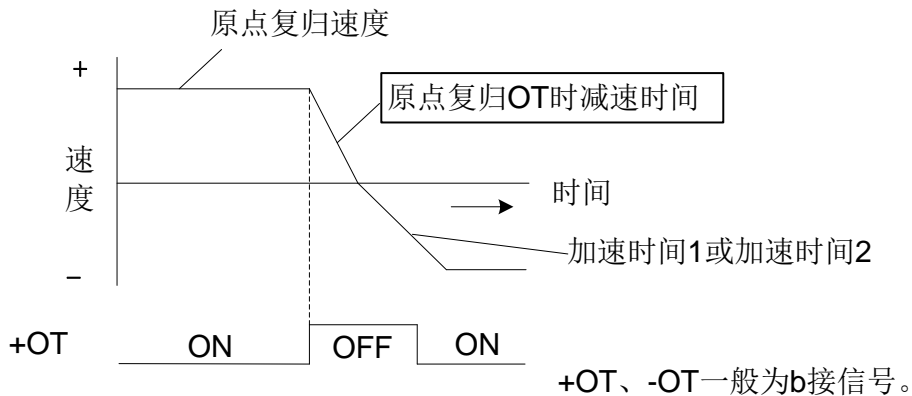 原点复归速度
+
原点复归OT时减速时间
速度
时间
加速时间1或加速时间2
−
+OT ON OFF ON
+OT、-OT一般为b接信号。